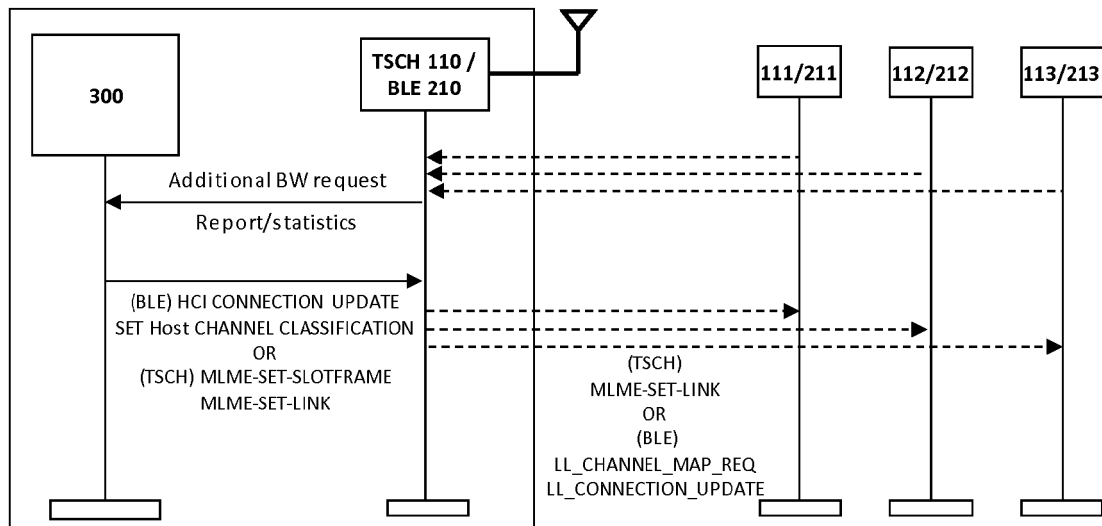 300
TSCH 110 /
BLE 210
111/211
112/212
113/213
Additional BW request
Report/statistics
(BLE) HCI CONNECTION UPDATE
SET Host CHANNEL CLASSIFICATION
OR
(TSCH) MLME-SET-SLOTFRAME
MLME-SET-LINK
(TSCH)
MLME-SET-LINK
OR
(BLE)
LL_CHANNEL_MAP_REQ
LL_CONNECTION_UPDATE